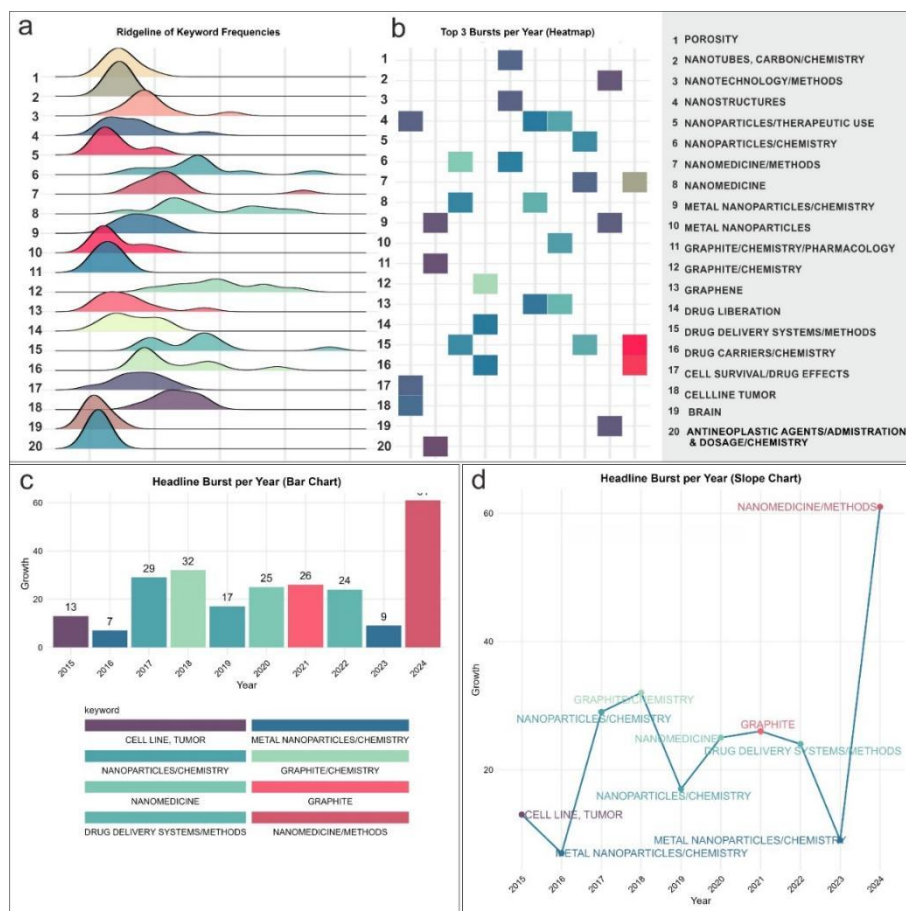 a
Ridgeline of Keyword Frequencies
1
2
3
4
5
6
7
8
9
10
11
12
13
14
15
16
17
18
19
20
b
Top 3 Bursts per Year (Heatmap)
1
2
3
4
5
6
7
8
9
10
11
12
13
14
15
16
17
18
19
20
1 POROSITY
2 NANOTUBES, CARBON/CHEMISTRY
3 NANOTECHNOLOGY/METHODS
4 NANOSTRUCTURES
5 NANOPARTICLES/THERAPEUTIC USE
6 NANOPARTICLES/CHEMISTRY
7 NANOMEDICINE/METHODS
8 NANOMEDICINE
9 METAL NANOPARTICLES/CHEMISTRY
10 METAL NANOPARTICLES
11 GRAPHITE/CHEMISTRY/PHARMACOLOGY
12 GRAPHITE/CHEMISTRY
13 GRAPHENE
14 DRUG LIBERATION
15 DRUG DELIVERY SYSTEMS/METHODS
16 DRUG CARRIERS/CHEMISTRY
17 CELL SURVIVAL/DRUG EFFECTS
18 CELLLINE TUMOR
19 BRAIN
20 ANTINEOPLASTIC AGENTS/ADMISTRATION
& DOSAGE/CHEMISTRY
c
Headline Burst per Year (Bar Chart)
60
40
20
0
Growth
13
7
29
32
17
25
26
24
9
2015
2016
2017
2018
2019
2020
2021
2022
2023
2024
Year
keyword
CELL LINE, TUMOR
METAL NANOPARTICLES/CHEMISTRY
NANOPARTICLES/CHEMISTRY
GRAPHITE/CHEMISTRY
NANOMEDICINE
GRAPHITE
DRUG DELIVERY SYSTEMS/METHODS
NANOMEDICINE/METHODS
d
Headline Burst per Year (Slope Chart)
60
40
20
Growth
NANOMEDICINE/METHODS
GRAPHITE/CHEMISTRY
NANOPARTICLES/CHEMISTRY
GRAPHITE
NANOMEDICINE
DRUG DELIVERY SYSTEMS/METHODS
NANOPARTICLES/CHEMISTRY
CELL LINE, TUMOR
METAL NANOPARTICLES/CHEMISTRY
METAL NANOPARTICLES/CHEMISTRY
2015
2016
2017
2018
2019
2020
2021
2022
2023
2024
Year